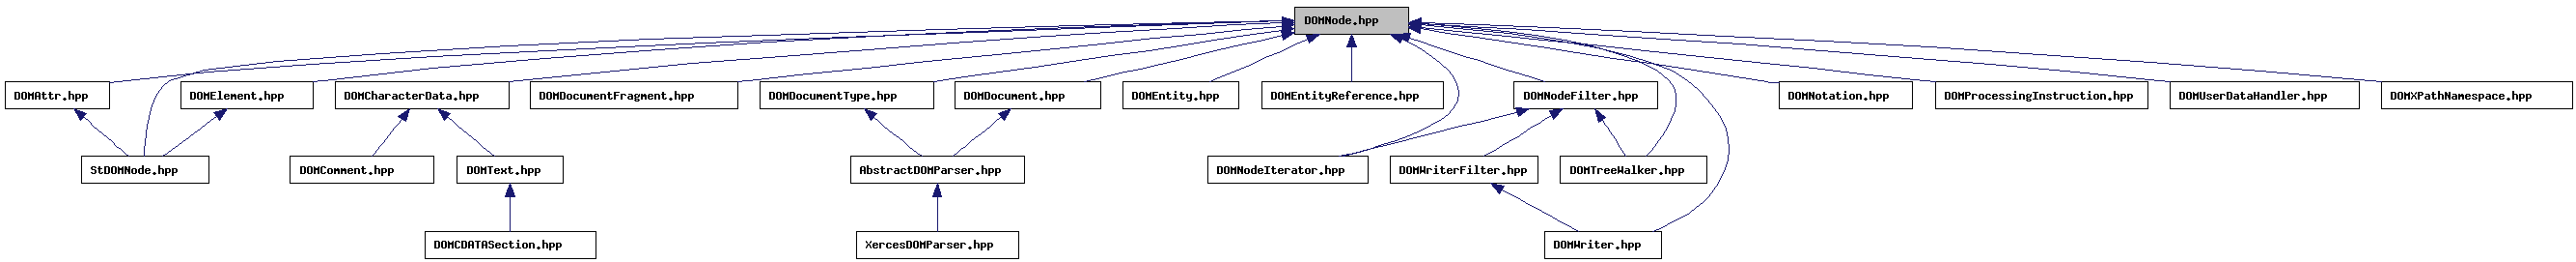 DOMNode.hpp
DOMAttr.hpp
DOMElement.hpp
DOMCharacterData.hpp
DOMDocumentFragment.hpp
DOMDocumentType.hpp
DOMDocument.hpp
DOMEntity.hpp
DOMEntityReference.hpp
DOMNodeFilter.hpp
DOMNotation.hpp
DOMProcessingInstruction.hpp
DOMUserDataHandler.hpp
DOMXPathNamespace.hpp
StDOMNode.hpp
DOMComment.hpp
DOMText.hpp
AbstractDOMParser.hpp
DOMNodeIterator.hpp
DOMWriterFilter.hpp
DOMTreeWalker.hpp
DOMCDATASection.hpp
XercesDOMParser.hpp
DOMWriter.hpp